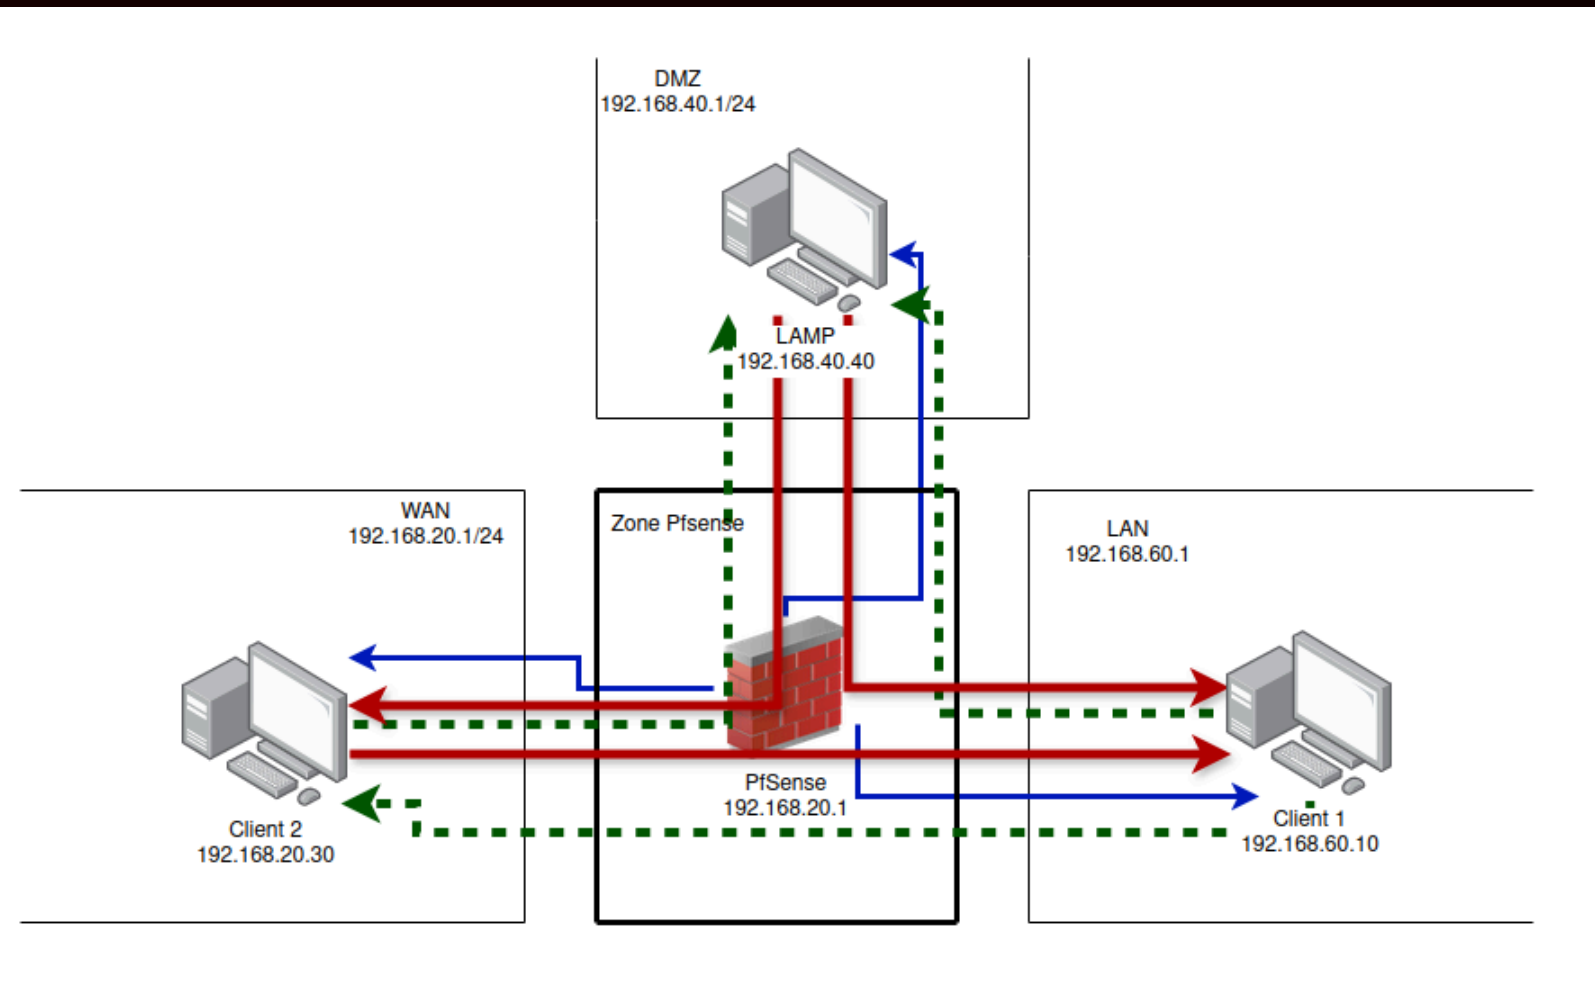 DMZ
192.168.40.1/24
LAMP
192.168.40.40
WAN
192.168.20.1/24
Zone Pfsense
LAN
192.168.60.1
PfSense
192.168.20.1
Client 2
192.168.20.30
Client 1
192.168.60.10